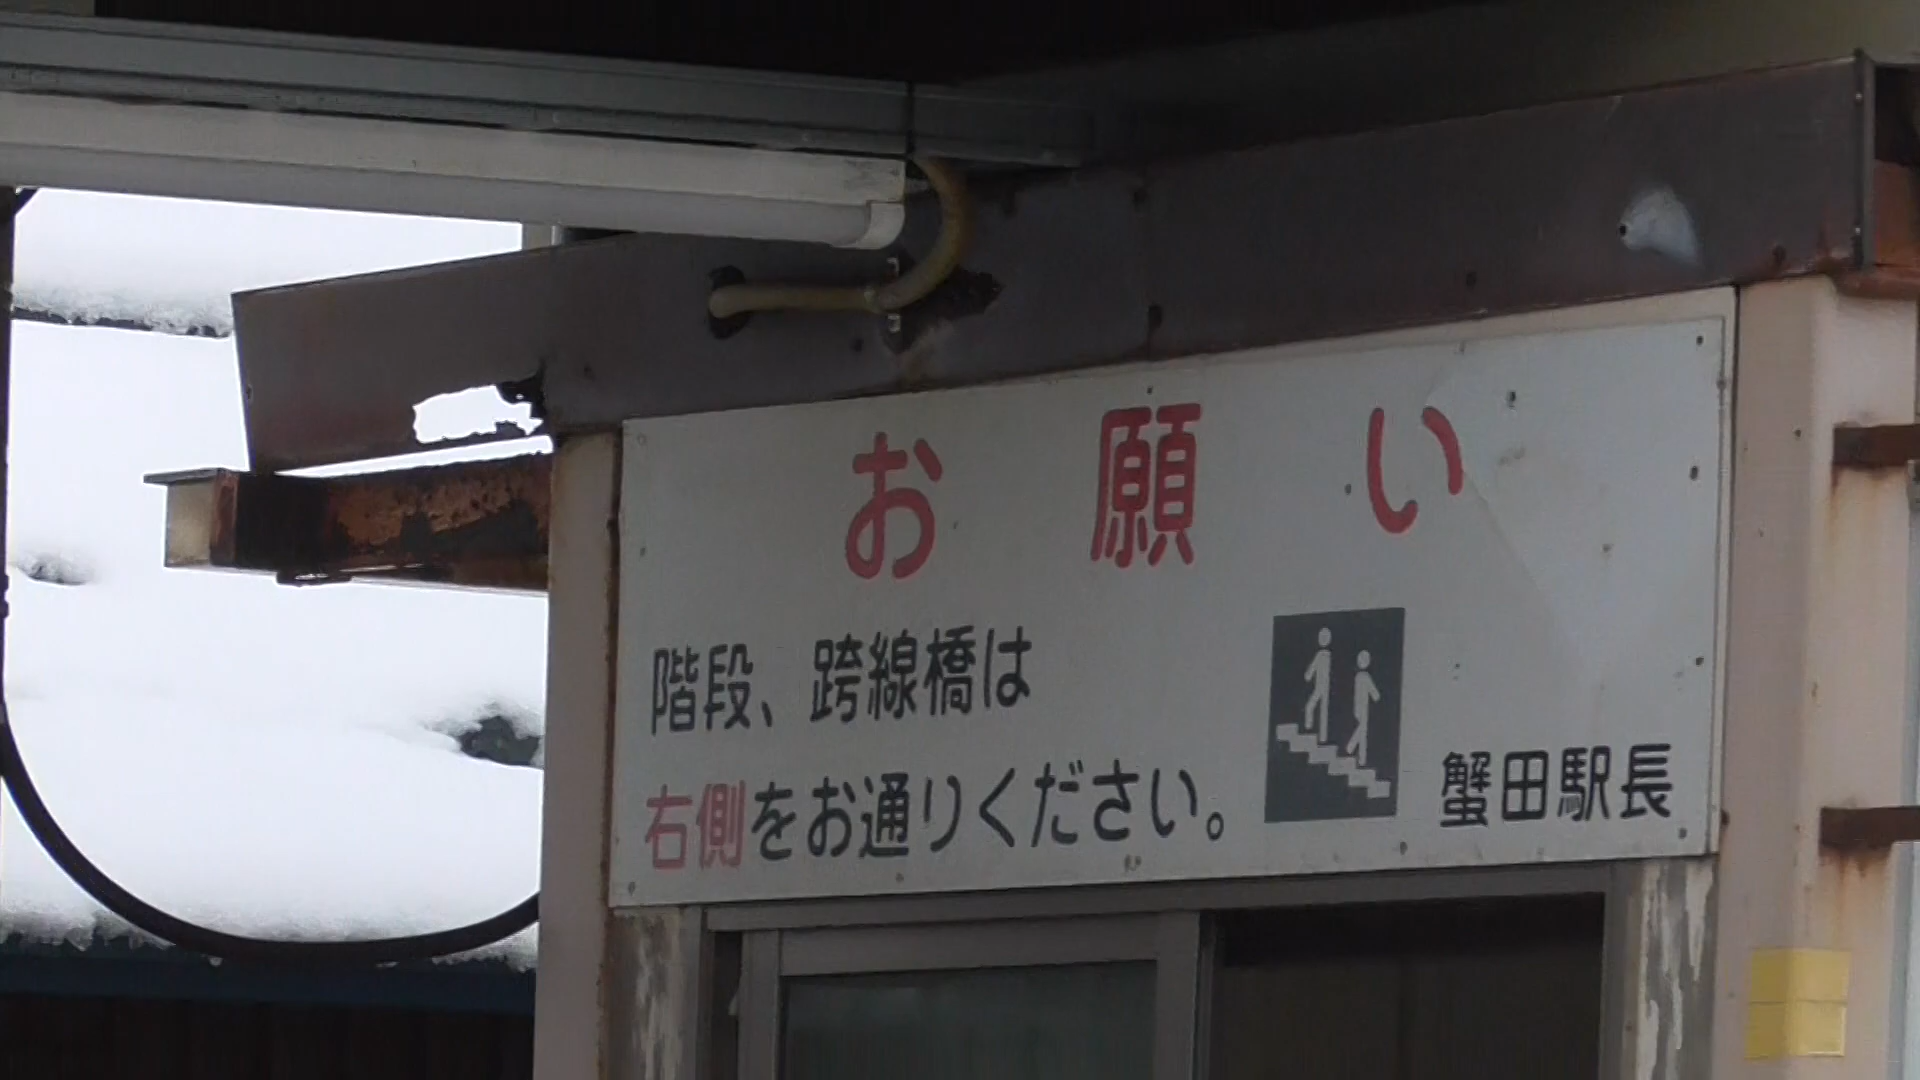 お願い
階段、跨線橋は
右側をお通りください。
蟹田駅長